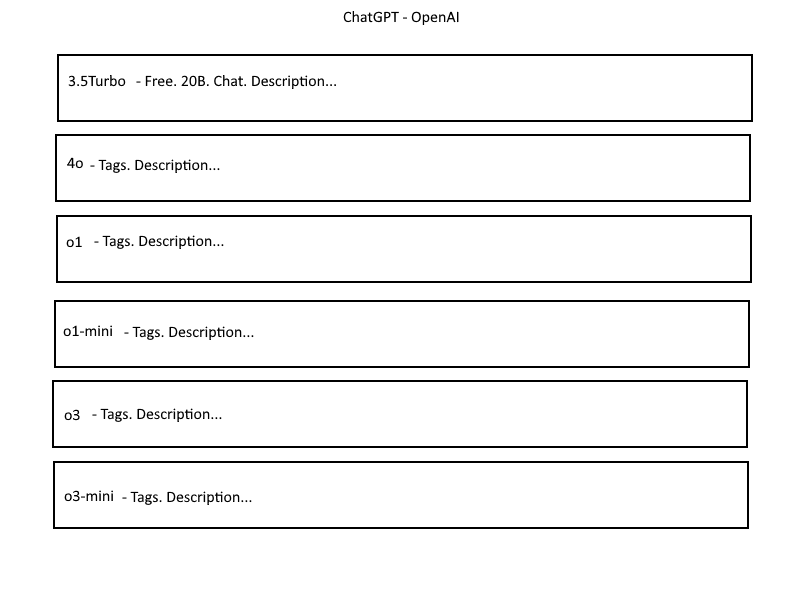 ChatGPT - OpenAI
3.5Turbo - Free. 20B. Chat. Description...
4o - Tags. Description...
o1 - Tags. Description...
o1-mini - Tags. Description...
o3 - Tags. Description...
o3-mini - Tags. Description...